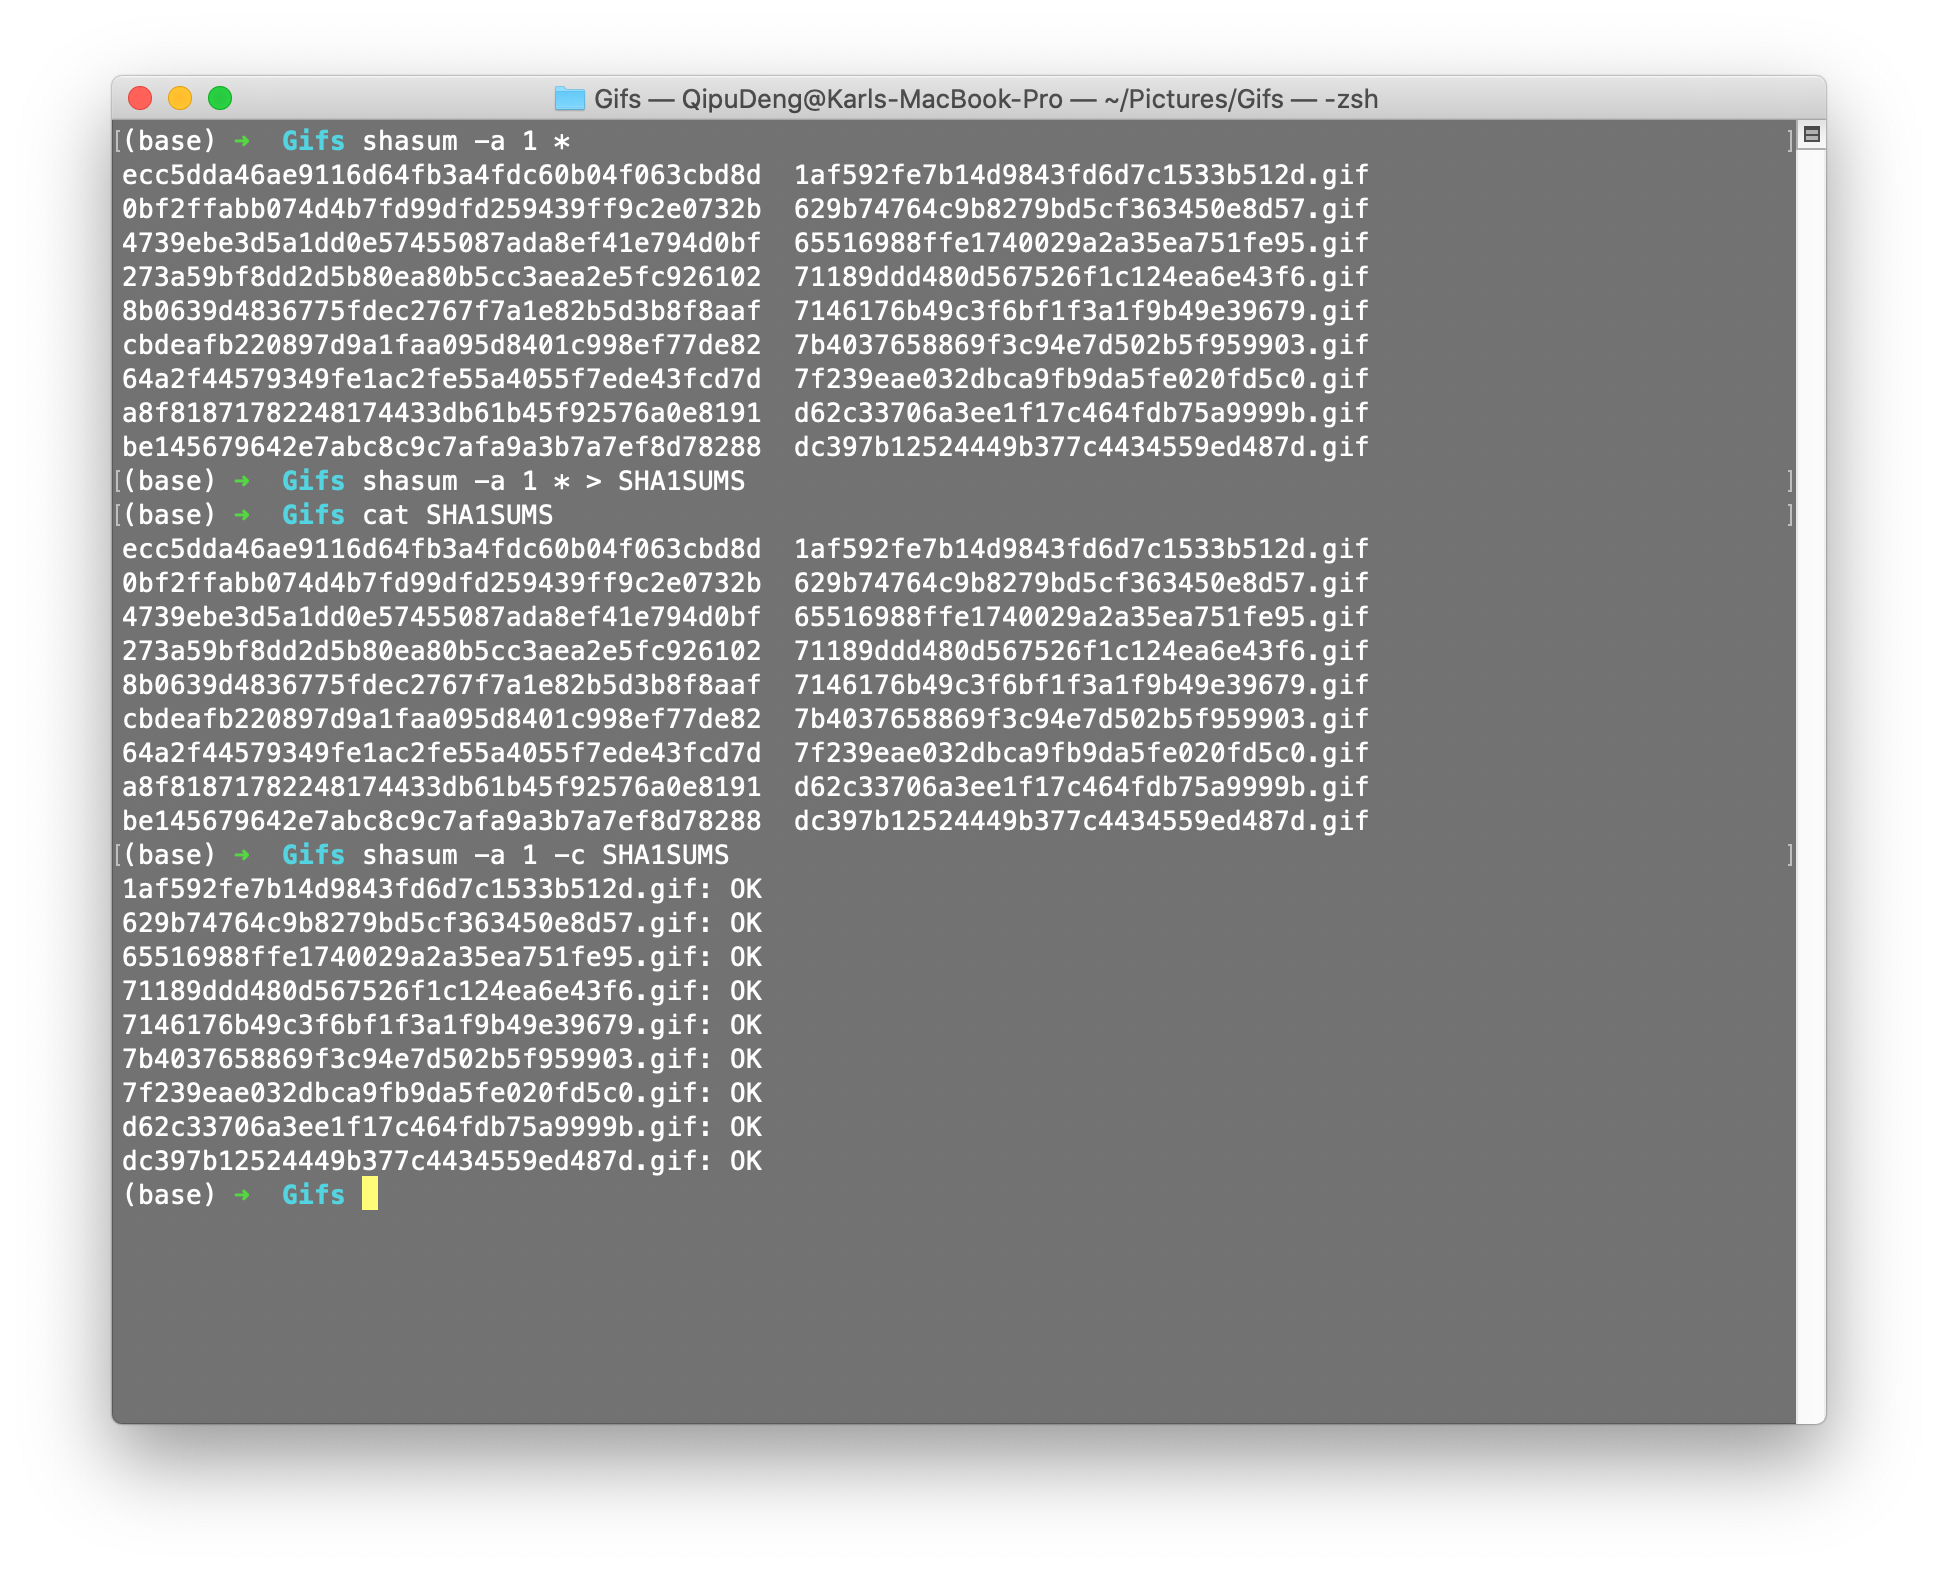 Gifs — QipuDeng@Karls-MacBook-Pro — ~/Pictures/Gifs — -zsh
[(base) ➜  Gifs shasum -a 1 * ]
ecc5dda46ae9116d64fb3a4fdc60b04f063cbd8d  1af592fe7b14d9843fd6d7c1533b512d.gif
0bf2ffabb074d4b7fd99dfd259439ff9c2e0732b  629b74764c9b8279bd5cf363450e8d57.gif
4739ebe3d5a1dd0e57455087ada8ef41e794d0bf  65516988ffe1740029a2a35ea751fe95.gif
273a59bf8dd2d5b80ea80b5cc3aea2e5fc926102  71189ddd480d567526f1c124ea6e43f6.gif
8b0639d4836775fdec2767f7a1e82b5d3b8f8aaf  7146176b49c3f6bf1f3a1f9b49e39679.gif
cbdeafb220897d9a1faa095d8401c998ef77de82  7b4037658869f3c94e7d502b5f959903.gif
64a2f44579349fe1ac2fe55a4055f7ede43fcd7d  7f239eae032dbca9fb9da5fe020fd5c0.gif
a8f81871782248174433db61b45f92576a0e8191  d62c33706a3ee1f17c464fdb75a9999b.gif
be145679642e7abc8c9c7afa9a3b7a7ef8d78288  dc397b12524449b377c4434559ed487d.gif
[(base) ➜  Gifs shasum -a 1 * > SHA1SUMS ]
[(base) ➜  Gifs cat SHA1SUMS ]
ecc5dda46ae9116d64fb3a4fdc60b04f063cbd8d  1af592fe7b14d9843fd6d7c1533b512d.gif
0bf2ffabb074d4b7fd99dfd259439ff9c2e0732b  629b74764c9b8279bd5cf363450e8d57.gif
4739ebe3d5a1dd0e57455087ada8ef41e794d0bf  65516988ffe1740029a2a35ea751fe95.gif
273a59bf8dd2d5b80ea80b5cc3aea2e5fc926102  71189ddd480d567526f1c124ea6e43f6.gif
8b0639d4836775fdec2767f7a1e82b5d3b8f8aaf  7146176b49c3f6bf1f3a1f9b49e39679.gif
cbdeafb220897d9a1faa095d8401c998ef77de82  7b4037658869f3c94e7d502b5f959903.gif
64a2f44579349fe1ac2fe55a4055f7ede43fcd7d  7f239eae032dbca9fb9da5fe020fd5c0.gif
a8f81871782248174433db61b45f92576a0e8191  d62c33706a3ee1f17c464fdb75a9999b.gif
be145679642e7abc8c9c7afa9a3b7a7ef8d78288  dc397b12524449b377c4434559ed487d.gif
[(base) ➜  Gifs shasum -a 1 -c SHA1SUMS ]
1af592fe7b14d9843fd6d7c1533b512d.gif: OK
629b74764c9b8279bd5cf363450e8d57.gif: OK
65516988ffe1740029a2a35ea751fe95.gif: OK
71189ddd480d567526f1c124ea6e43f6.gif: OK
7146176b49c3f6bf1f3a1f9b49e39679.gif: OK
7b4037658869f3c94e7d502b5f959903.gif: OK
7f239eae032dbca9fb9da5fe020fd5c0.gif: OK
d62c33706a3ee1f17c464fdb75a9999b.gif: OK
dc397b12524449b377c4434559ed487d.gif: OK
(base) ➜  Gifs